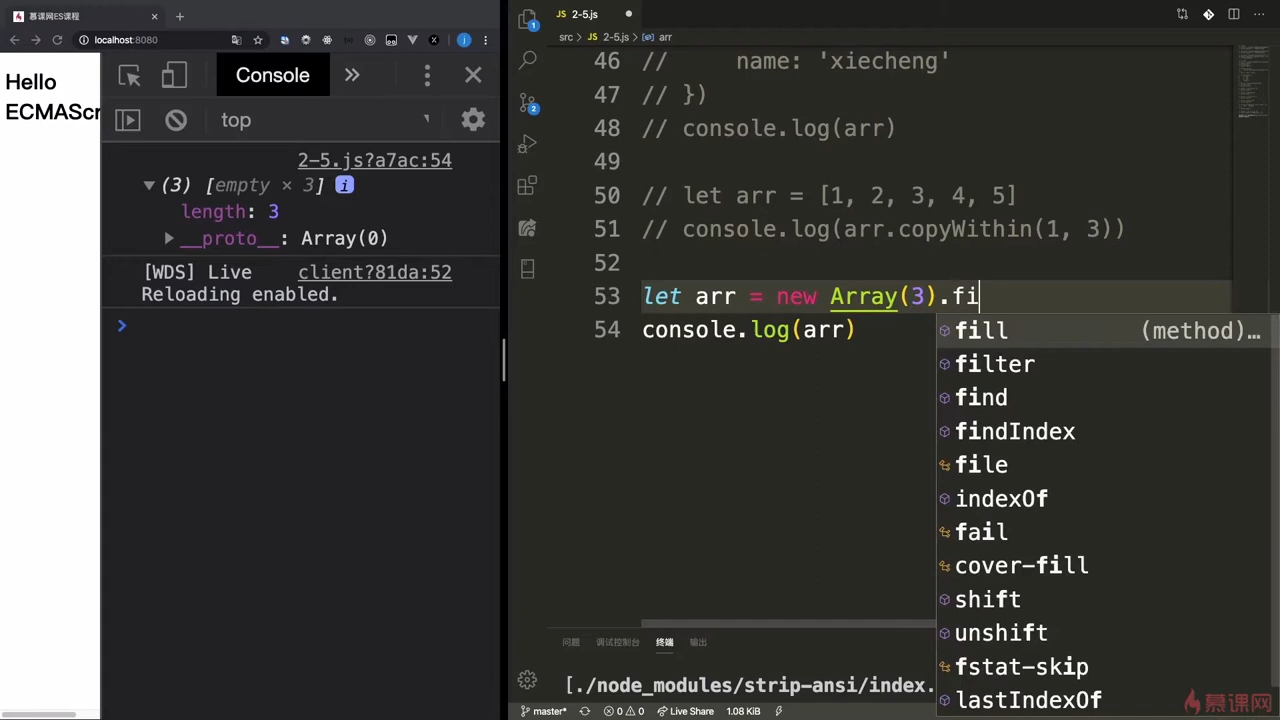 慕课网ES课程
localhost:8080
Hello
ECMAScr
Console
top
2-5.js?a7ac:54
(3) [empty × 3] i
length: 3
__proto__: Array(0)
[WDS] Live
client?81da:52
Reloading enabled.
JS 2-5.js
src > JS 2-5.js > arr
46 //     name: 'xiecheng'
47 // })
48 // console.log(arr)
49
50 // let arr = [1, 2, 3, 4, 5]
51 // console.log(arr.copyWithin(1, 3))
52
53 let arr = new Array(3).fi
54 console.log(arr)
fill (method)…
filter
find
findIndex
file
indexOf
fail
cover-fill
shift
unshift
fstat-skip
lastIndexOf
问题 调试控制台 终端 输出
[./node_modules/strip-ansi/index.
master* 0 0 Live Share 1.08 KiB
慕课网